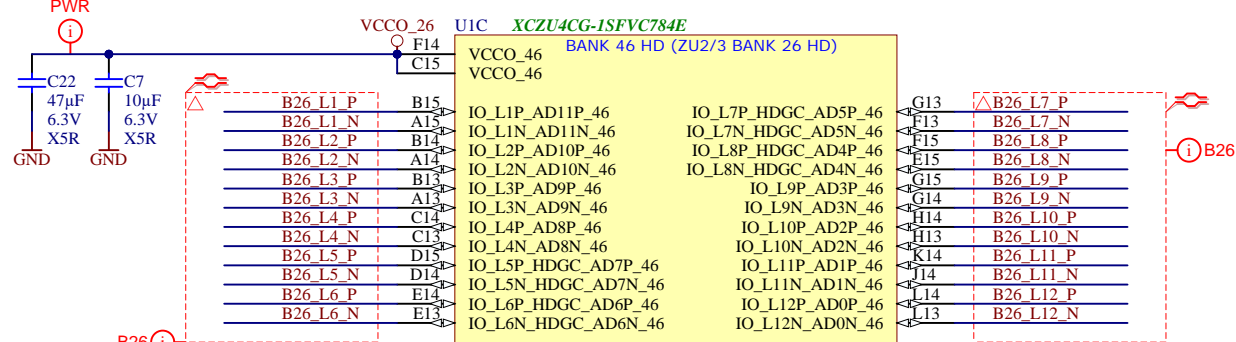 PWR
VCCO_26 U1C XCZU4CG-1SFVC784E
BANK 46 HD (ZU2/3 BANK 26 HD)
F14 VCCO_46
C15 VCCO_46
C22 C7
47µF 10µF
6.3V 6.3V
X5R X5R
GND GND
B26_L1_P B15 IO_L1P_AD11P_46 IO_L7P_HDGC_AD5P_46 G13 B26_L7_P
B26_L1_N A15 IO_L1N_AD11N_46 IO_L7N_HDGC_AD5N_46 F13 B26_L7_N
B26_L2_P B14 IO_L2P_AD10P_46 IO_L8P_HDGC_AD4P_46 F15 B26_L8_P
B26_L2_N A14 IO_L2N_AD10N_46 IO_L8N_HDGC_AD4N_46 E15 B26_L8_N
B26_L3_P B13 IO_L3P_AD9P_46 IO_L9P_AD3P_46 G15 B26_L9_P
B26_L3_N A13 IO_L3N_AD9N_46 IO_L9N_AD3N_46 G14 B26_L9_N
B26_L4_P C14 IO_L4P_AD8P_46 IO_L10P_AD2P_46 H14 B26_L10_P
B26_L4_N C13 IO_L4N_AD8N_46 IO_L10N_AD2N_46 H13 B26_L10_N
B26_L5_P D15 IO_L5P_HDGC_AD7P_46 IO_L11P_AD1P_46 K14 B26_L11_P
B26_L5_N D14 IO_L5N_HDGC_AD7N_46 IO_L11N_AD1N_46 J14 B26_L11_N
B26_L6_P E14 IO_L6P_HDGC_AD6P_46 IO_L12P_AD0P_46 L14 B26_L12_P
B26_L6_N E13 IO_L6N_HDGC_AD6N_46 IO_L12N_AD0N_46 L13 B26_L12_N
i B26
B26 i